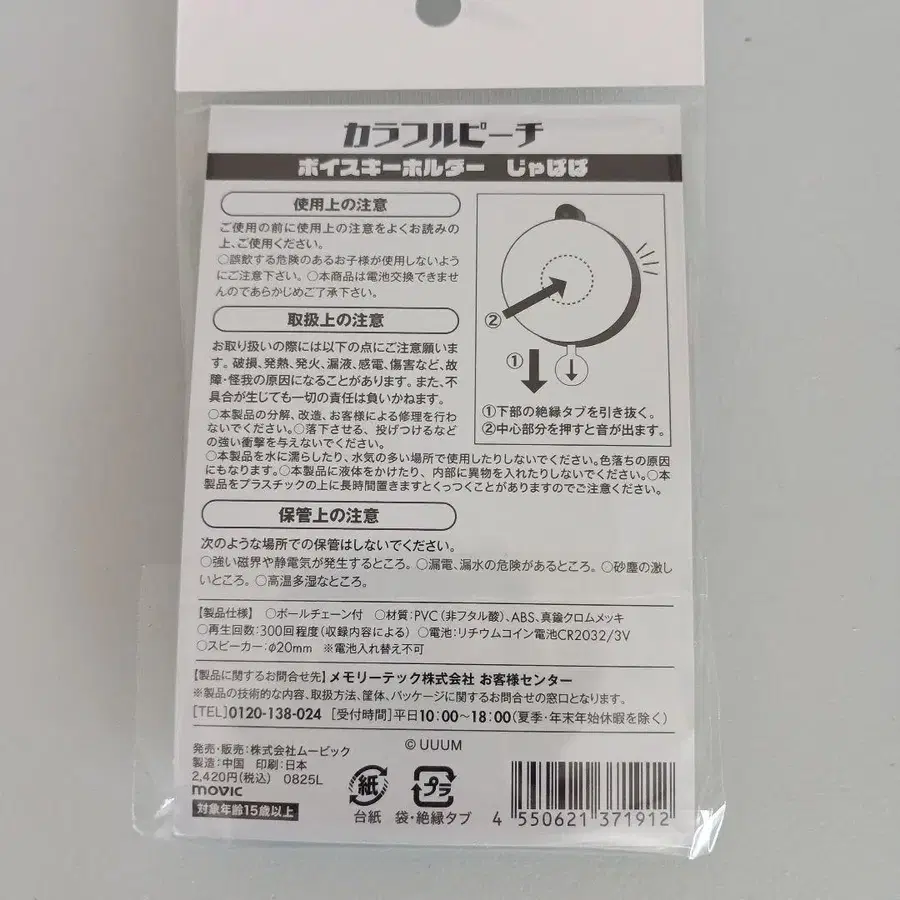 カラフルピーチ
ボイスキーホルダー じゃぱぱ
使用上の注意
ご使用の前に使用上の注意をよくお読みの
上、ご使用ください。
○誤飲する危険のあるお子様が使用しないよう
にご注意下さい。○本商品は電池交換できませ
んのであらかじめご了承下さい。
取扱上の注意
お取り扱いの際には以下の点にご注意願いま
す。破損、発熱、発火、漏液、感電、傷害など、故
障・怪我の原因になることがあります。また、不
具合が生じても一切の責任は負いかねます。
○本製品の分解、改造、お客様による修理を行わ
ないでください。○落下させる、投げつけるなど
の強い衝撃を与えないでください。
○本製品を水に濡らしたり、水気の多い場所で使用したりしないでください。色落ちの原因
にもなります。○本製品に液体をかけたり、内部に異物を入れたりしないでください。○本
製品をプラスチックの上に長時間置きますとくっつくことがありますのでご注意ください。
②
①
①下部の絶縁タブを引き抜く。
②中心部分を押すと音が出ます。
保管上の注意
次のような場所での保管はしないでください。
○強い磁界や静電気が発生するところ。○漏電、漏水の危険があるところ。○砂塵の激し
いところ。○高温多湿なところ。
【製品仕様】 ○ボールチェーン付 ○材質：PVC（非フタル酸）、ABS、真鍮クロムメッキ
○再生回数：300回程度（収録内容による） ○電池：リチウムコイン電池CR2032/3V
○スピーカー：φ20mm ※電池入れ替え不可
【製品に関するお問合せ先】メモリーテック株式会社 お客様センター
※製品の技術的な内容、取扱方法、筐体、パッケージに関するお問合せの窓口となります。
［TEL］0120-138-024 ［受付時間］平日10：00～18：00（夏季・年末年始休暇を除く）
© UUUM
発売・販売：株式会社ムービック
製造：中国 印刷：日本
2,420円（税込） 0825L
movic
対象年齢15歳以上
紙
台紙
プラ
袋・絶縁タブ
4 550621 371912